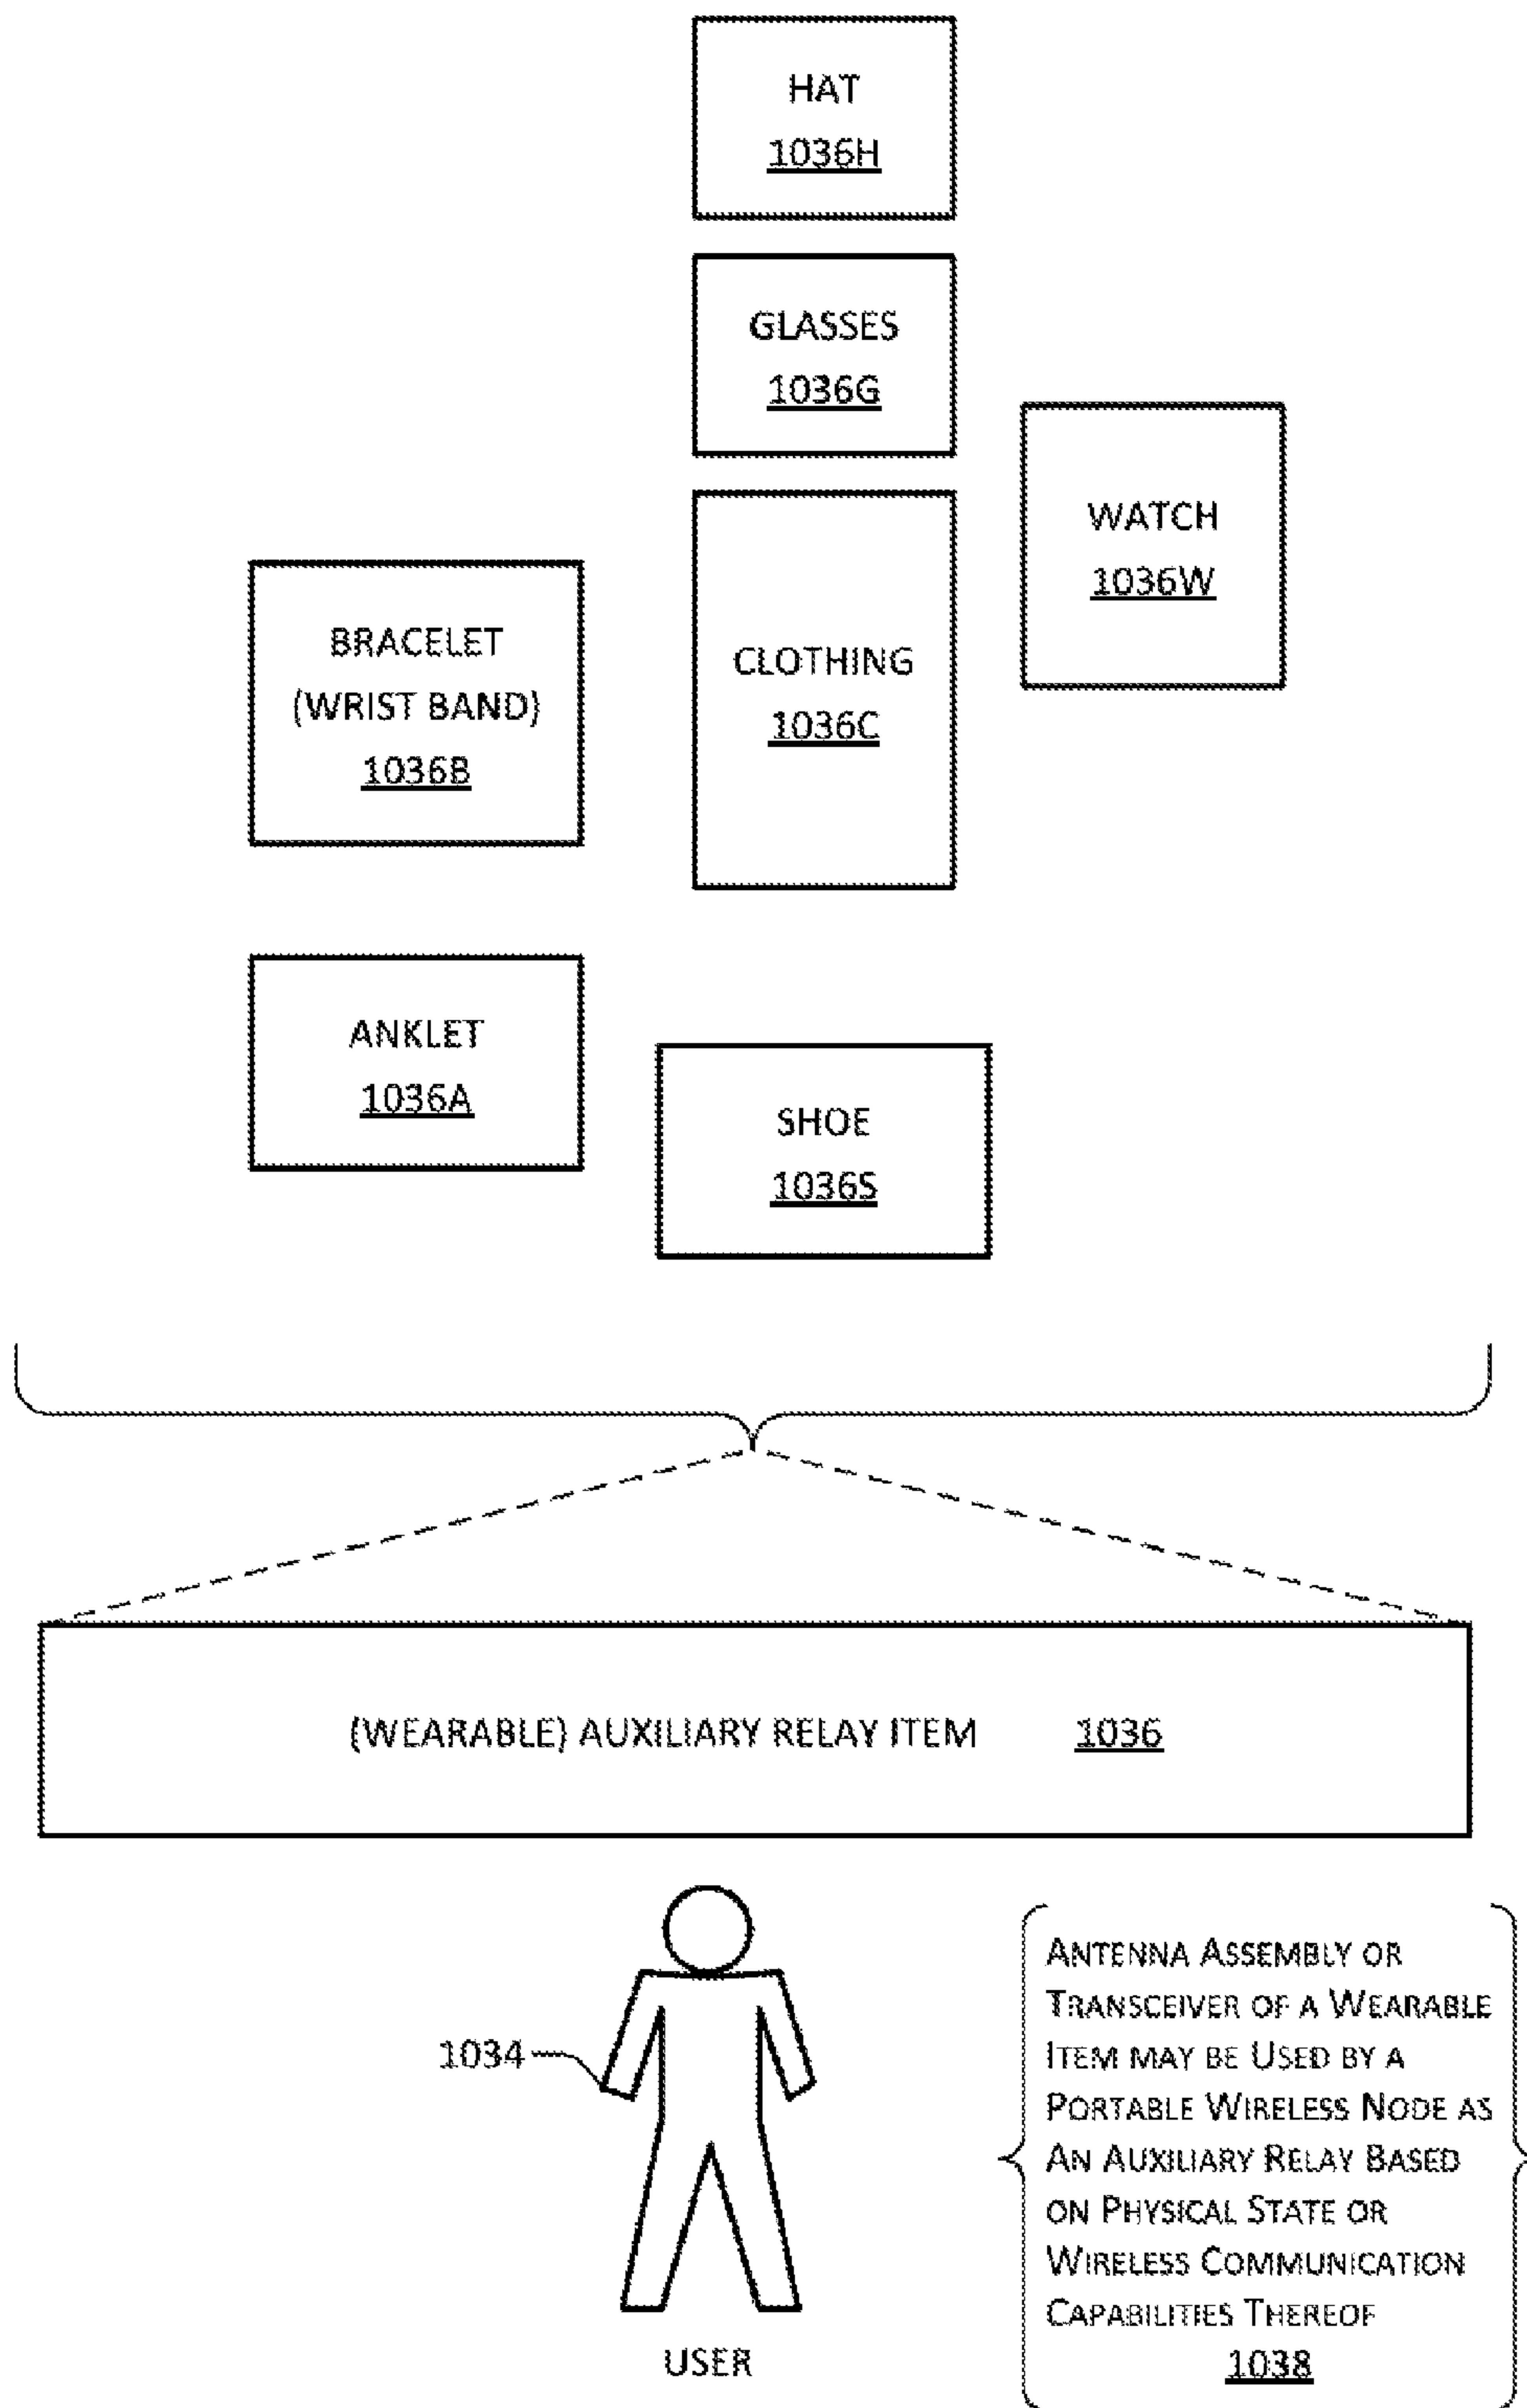 HAT
1036H
GLASSES
1036G
WATCH
1036W
BRACELET
(WRIST BAND)
1036B
CLOTHING
1036C
ANKLET
1036A
SHOE
1036S
(WEARABLE) AUXILIARY RELAY ITEM 1036
1034
USER
ANTENNA ASSEMBLY OR
TRANSCEIVER OF A WEARABLE
ITEM MAY BE USED BY A
PORTABLE WIRELESS NODE AS
AN AUXILIARY RELAY BASED
ON PHYSICAL STATE OR
WIRELESS COMMUNICATION
CAPABILITIES THEREOF
1038